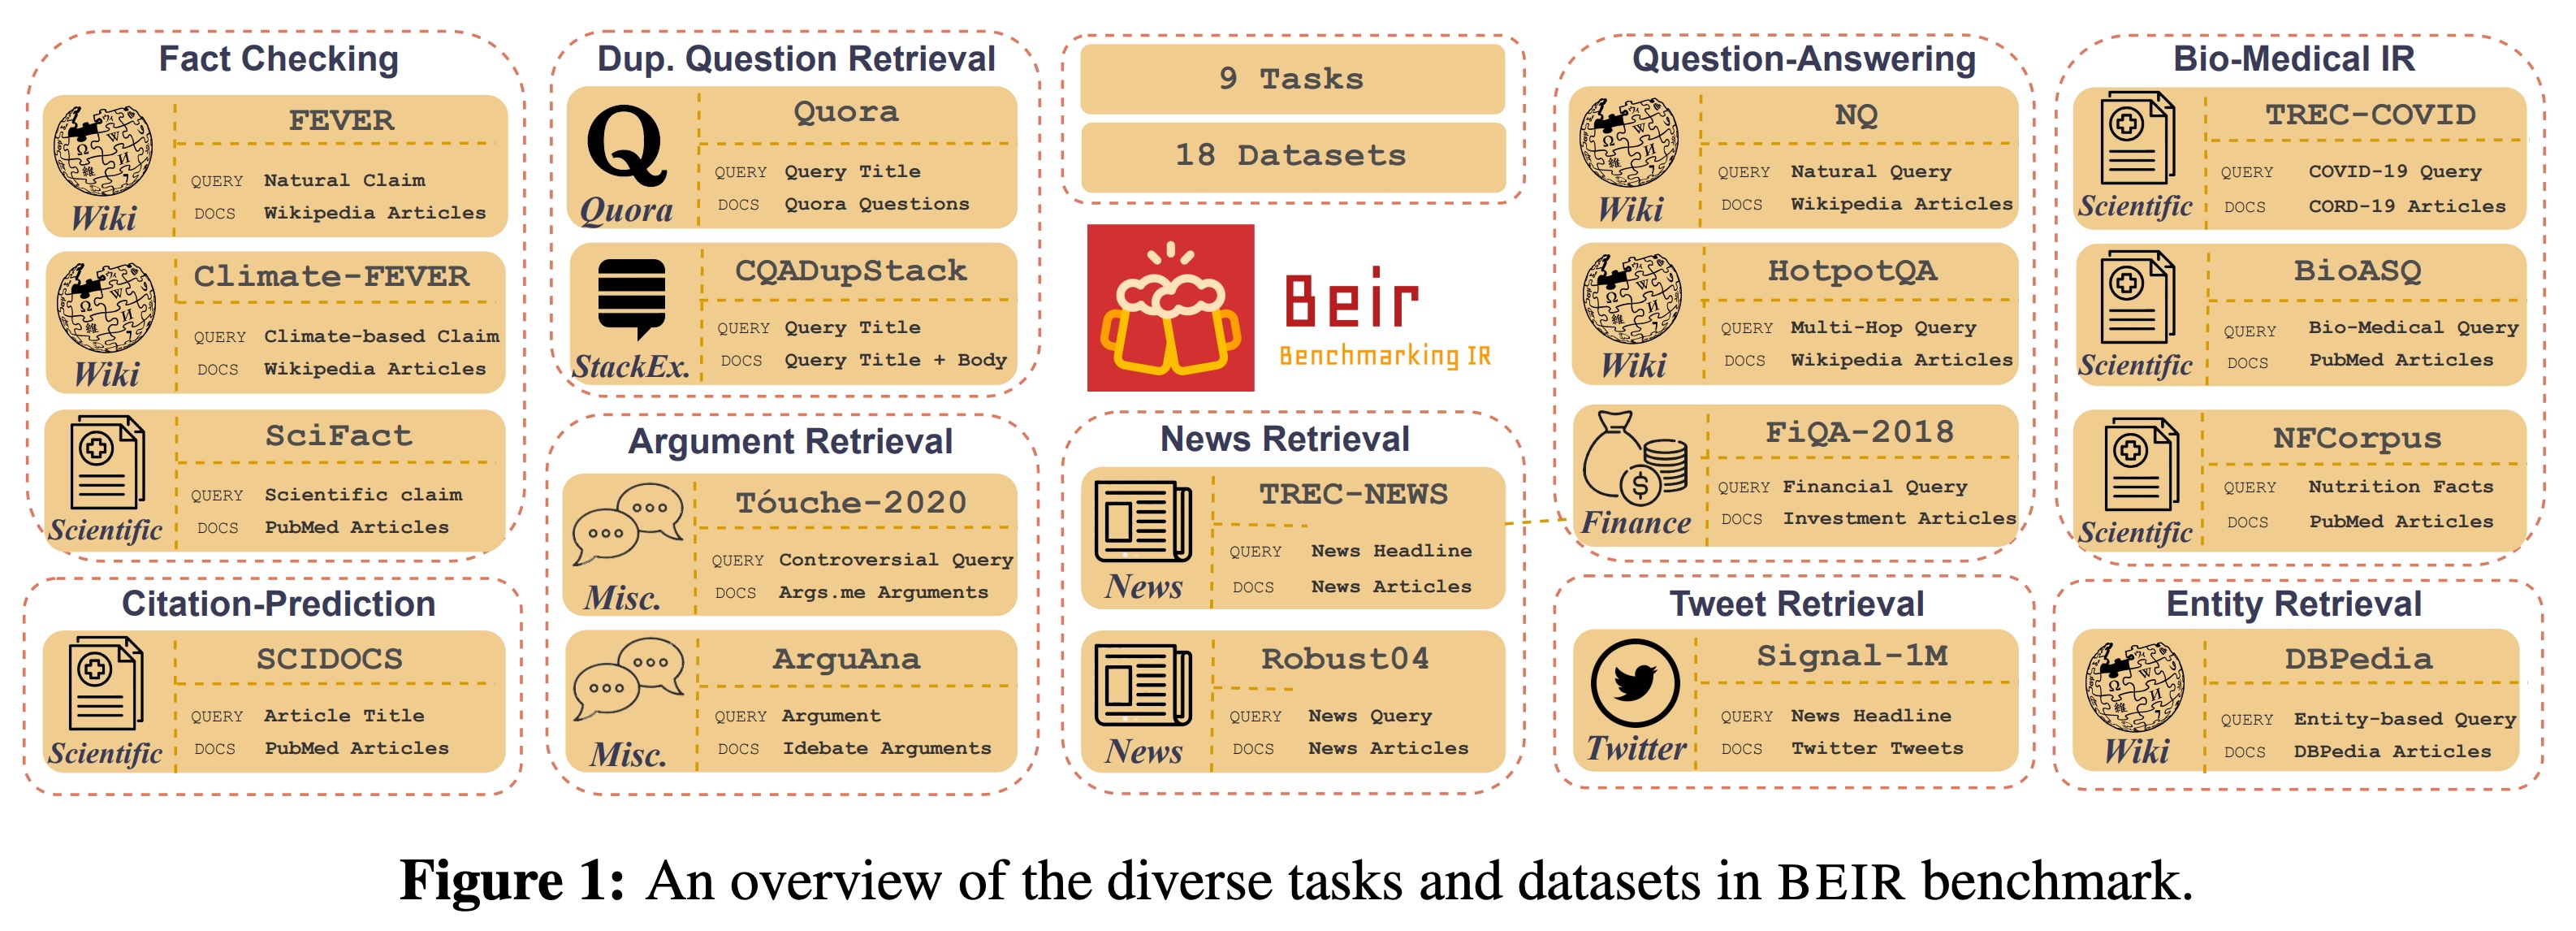 Fact Checking
FEVER
QUERY Natural Claim
DOCS Wikipedia Articles
Wiki
Climate-FEVER
QUERY Climate-based Claim
DOCS Wikipedia Articles
Wiki
SciFact
QUERY Scientific claim
DOCS PubMed Articles
Scientific
Citation-Prediction
SCIDOCS
QUERY Article Title
DOCS PubMed Articles
Scientific
Dup. Question Retrieval
Quora
QUERY Query Title
DOCS Quora Questions
Q
Quora
CQADupStack
QUERY Query Title
DOCS Query Title + Body
StackEx.
Argument Retrieval
Tóuche-2020
QUERY Controversial Query
DOCS Args.me Arguments
Misc.
ArguAna
QUERY Argument
DOCS Idebate Arguments
Misc.
9 Tasks
18 Datasets
Beir
Benchmarking IR
News Retrieval
TREC-NEWS
QUERY News Headline
DOCS News Articles
News
Robust04
QUERY News Query
DOCS News Articles
News
Question-Answering
NQ
QUERY Natural Query
DOCS Wikipedia Articles
Wiki
HotpotQA
QUERY Multi-Hop Query
DOCS Wikipedia Articles
Wiki
FiQA-2018
QUERY Financial Query
DOCS Investment Articles
Finance
Tweet Retrieval
Signal-1M
QUERY News Headline
DOCS Twitter Tweets
Twitter
Bio-Medical IR
TREC-COVID
QUERY COVID-19 Query
DOCS CORD-19 Articles
Scientific
BioASQ
QUERY Bio-Medical Query
DOCS PubMed Articles
Scientific
NFCorpus
QUERY Nutrition Facts
DOCS PubMed Articles
Scientific
Entity Retrieval
DBPedia
QUERY Entity-based Query
DOCS DBPedia Articles
Wiki
Figure 1: An overview of the diverse tasks and datasets in BEIR benchmark.